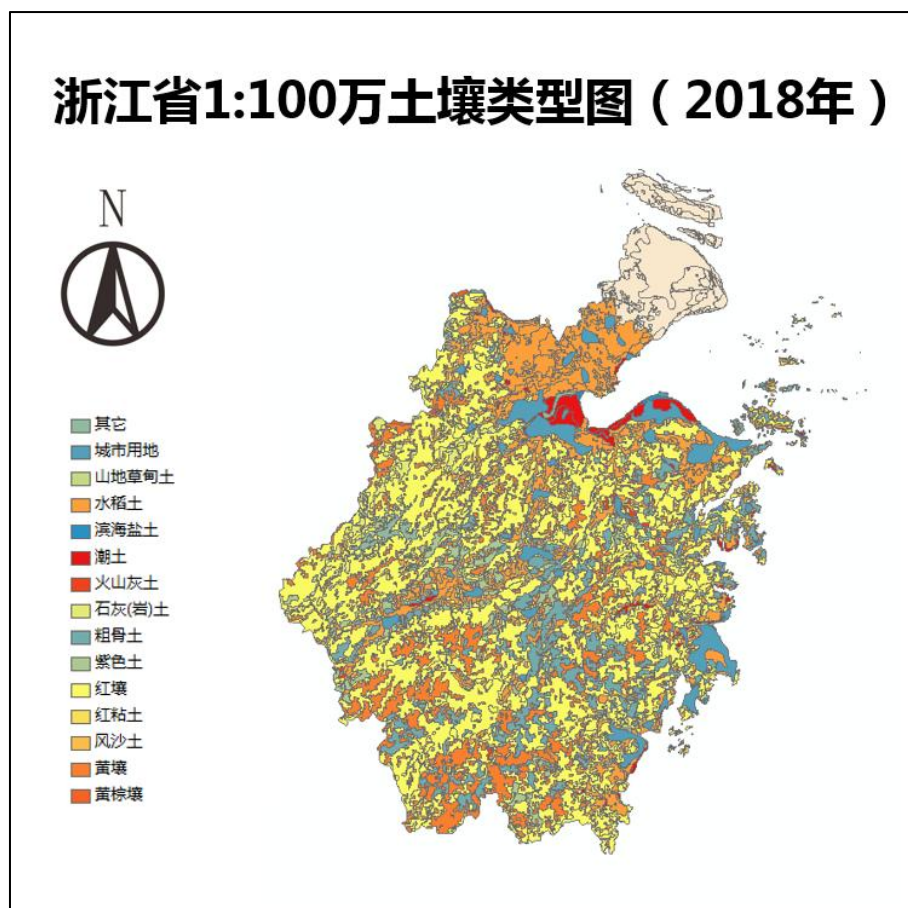 浙江省1:100万土壤类型图（2018年）
N
其它
城市用地
山地草甸土
水稻土
滨海盐土
潮土
火山灰土
石灰(岩)土
粗骨土
紫色土
红壤
红粘土
风沙土
黄壤
黄棕壤